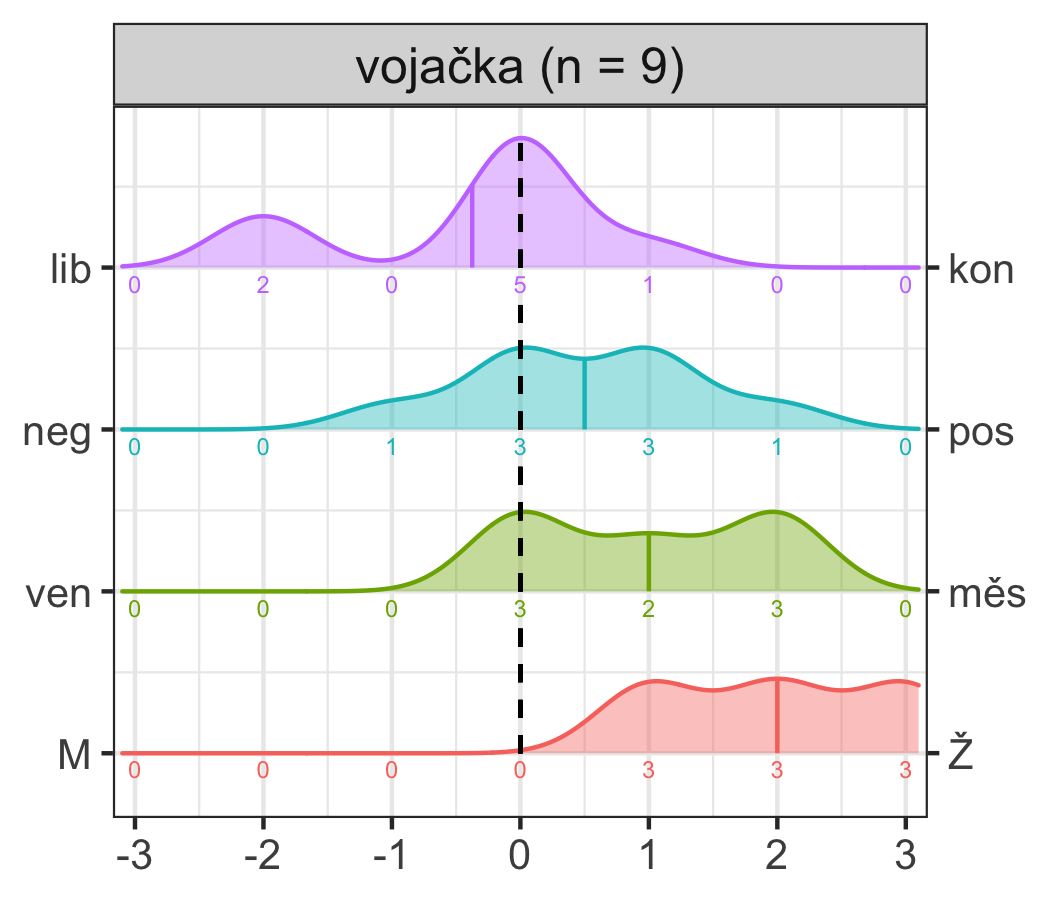 vojačka (n = 9)
lib kon
0 2 0 5 1 0 0
neg pos
0 0 1 3 3 1 0
ven měs
0 0 0 3 2 3 0
M Ž
0 0 0 0 3 3 3
-3 -2 -1 0 1 2 3